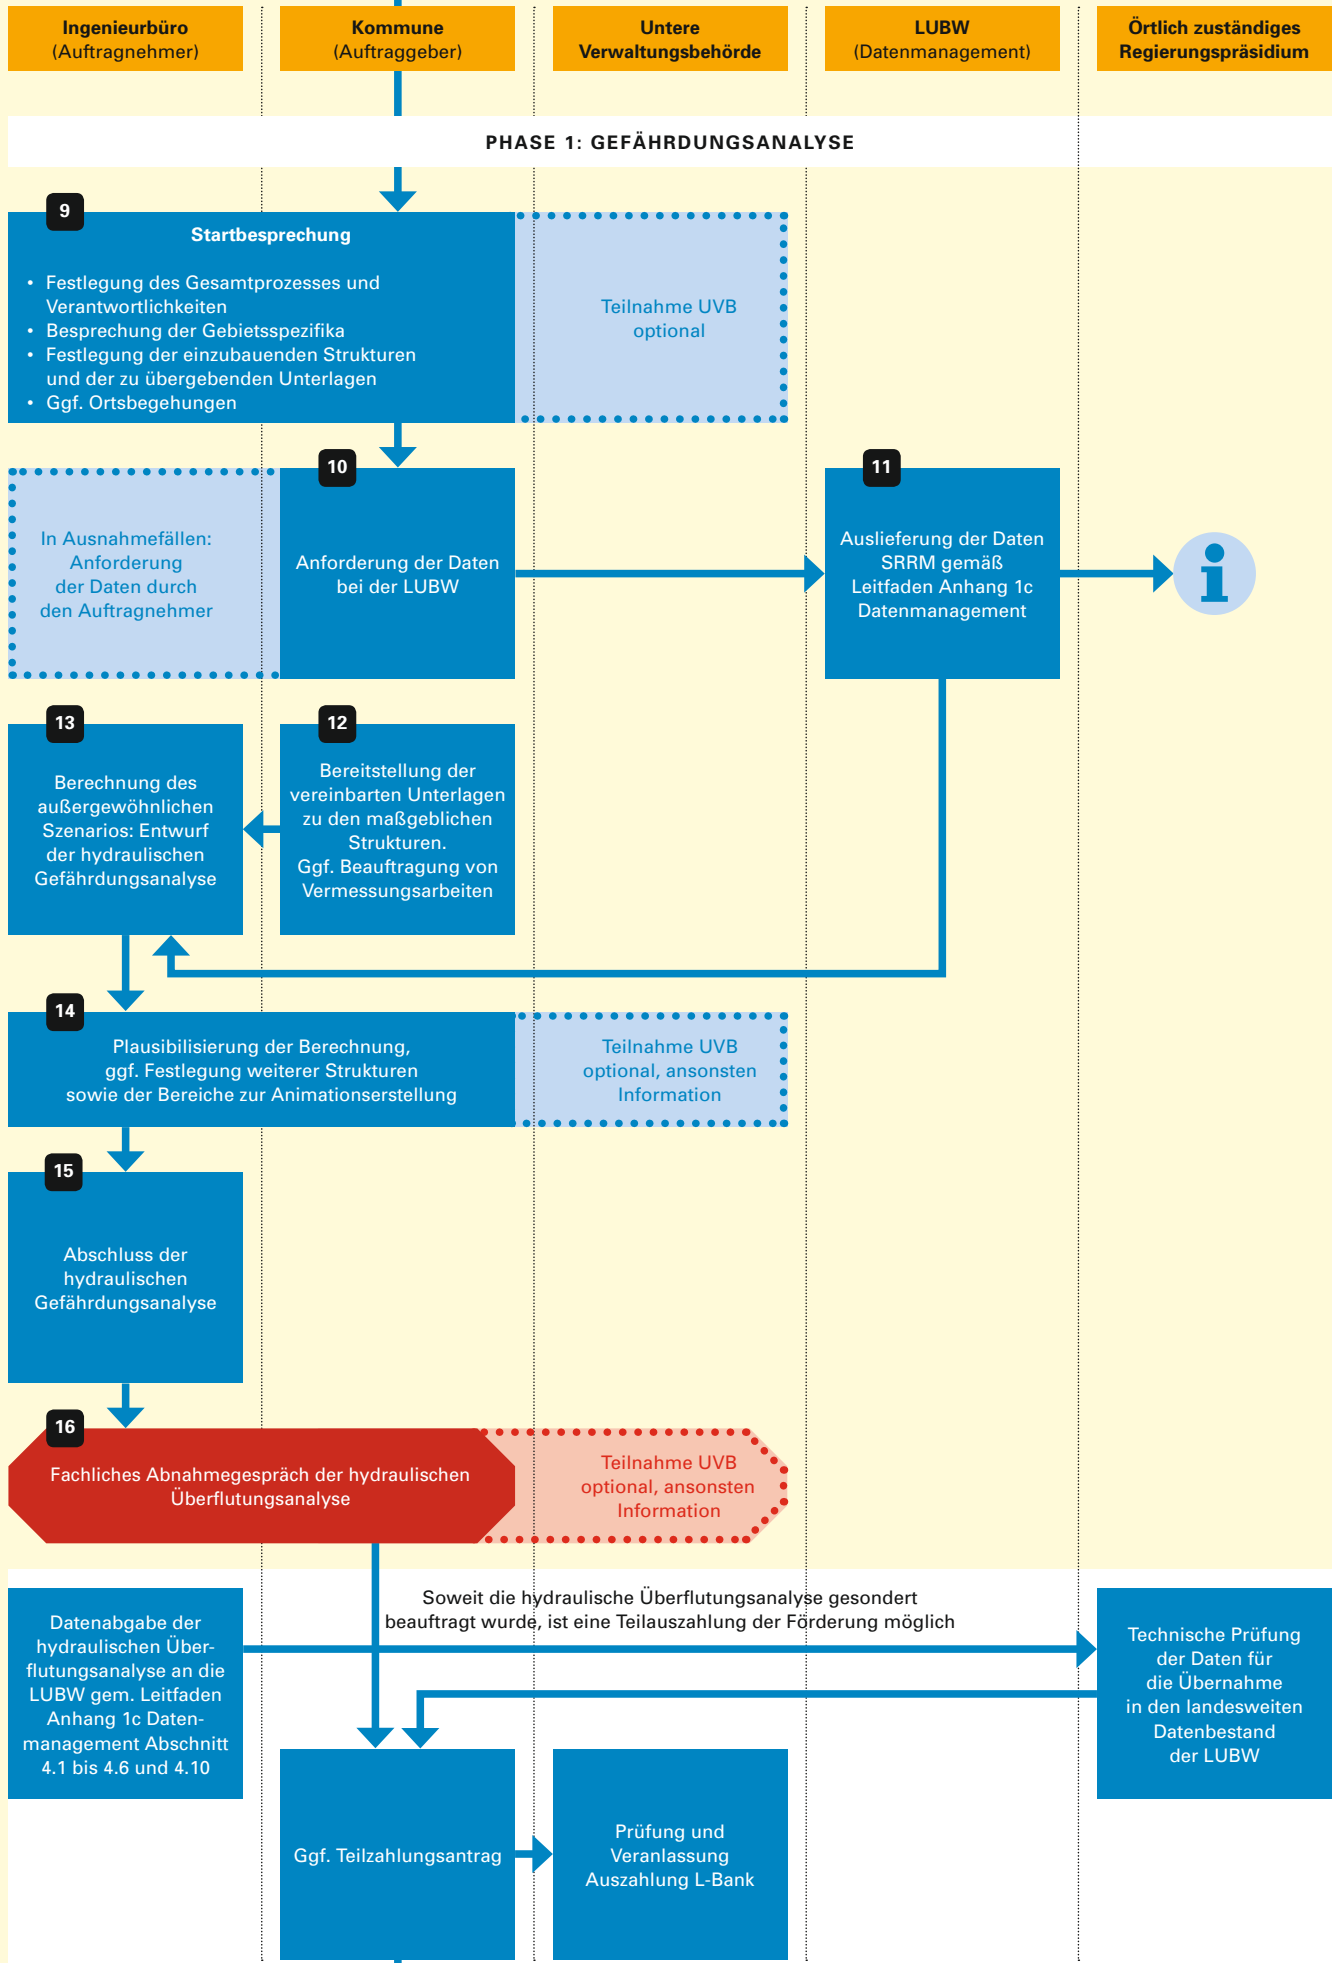 Ingenieurbüro
(Auftragnehmer)
Kommune
(Auftraggeber)
Untere
Verwaltungsbehörde
LUBW
(Datenmanagement)
Örtlich zuständiges
Regierungspräsidium
PHASE 1: GEFÄHRDUNGSANALYSE
9
Startbesprechung
• Festlegung des Gesamtprozesses und
Verantwortlichkeiten
• Besprechung der Gebietsspezifika
• Festlegung der einzubauenden Strukturen
und der zu übergebenden Unterlagen
• Ggf. Ortsbegehungen
Teilnahme UVB
optional
In Ausnahmefällen:
Anforderung
der Daten durch
den Auftragnehmer
10
Anforderung der Daten
bei der LUBW
11
Auslieferung der Daten
SRRM gemäß
Leitfaden Anhang 1c
Datenmanagement
i
13
Berechnung des
außergewöhnlichen
Szenarios: Entwurf
der hydraulischen
Gefährdungsanalyse
12
Bereitstellung der
vereinbarten Unterlagen
zu den maßgeblichen
Strukturen.
Ggf. Beauftragung von
Vermessungsarbeiten
14
Plausibilisierung der Berechnung,
ggf. Festlegung weiterer Strukturen
sowie der Bereiche zur Animationserstellung
Teilnahme UVB
optional, ansonsten
Information
15
Abschluss der
hydraulischen
Gefährdungsanalyse
16
Fachliches Abnahmegespräch der hydraulischen
Überflutungsanalyse
Teilnahme UVB
optional, ansonsten
Information
Soweit die hydraulische Überflutungsanalyse gesondert
beauftragt wurde, ist eine Teilauszahlung der Förderung möglich
Datenabgabe der
hydraulischen Über-
flutungsanalyse an die
LUBW gem. Leitfaden
Anhang 1c Daten-
management Abschnitt
4.1 bis 4.6 und 4.10
Technische Prüfung
der Daten für
die Übernahme
in den landesweiten
Datenbestand
der LUBW
Ggf. Teilzahlungsantrag
Prüfung und
Veranlassung
Auszahlung L-Bank